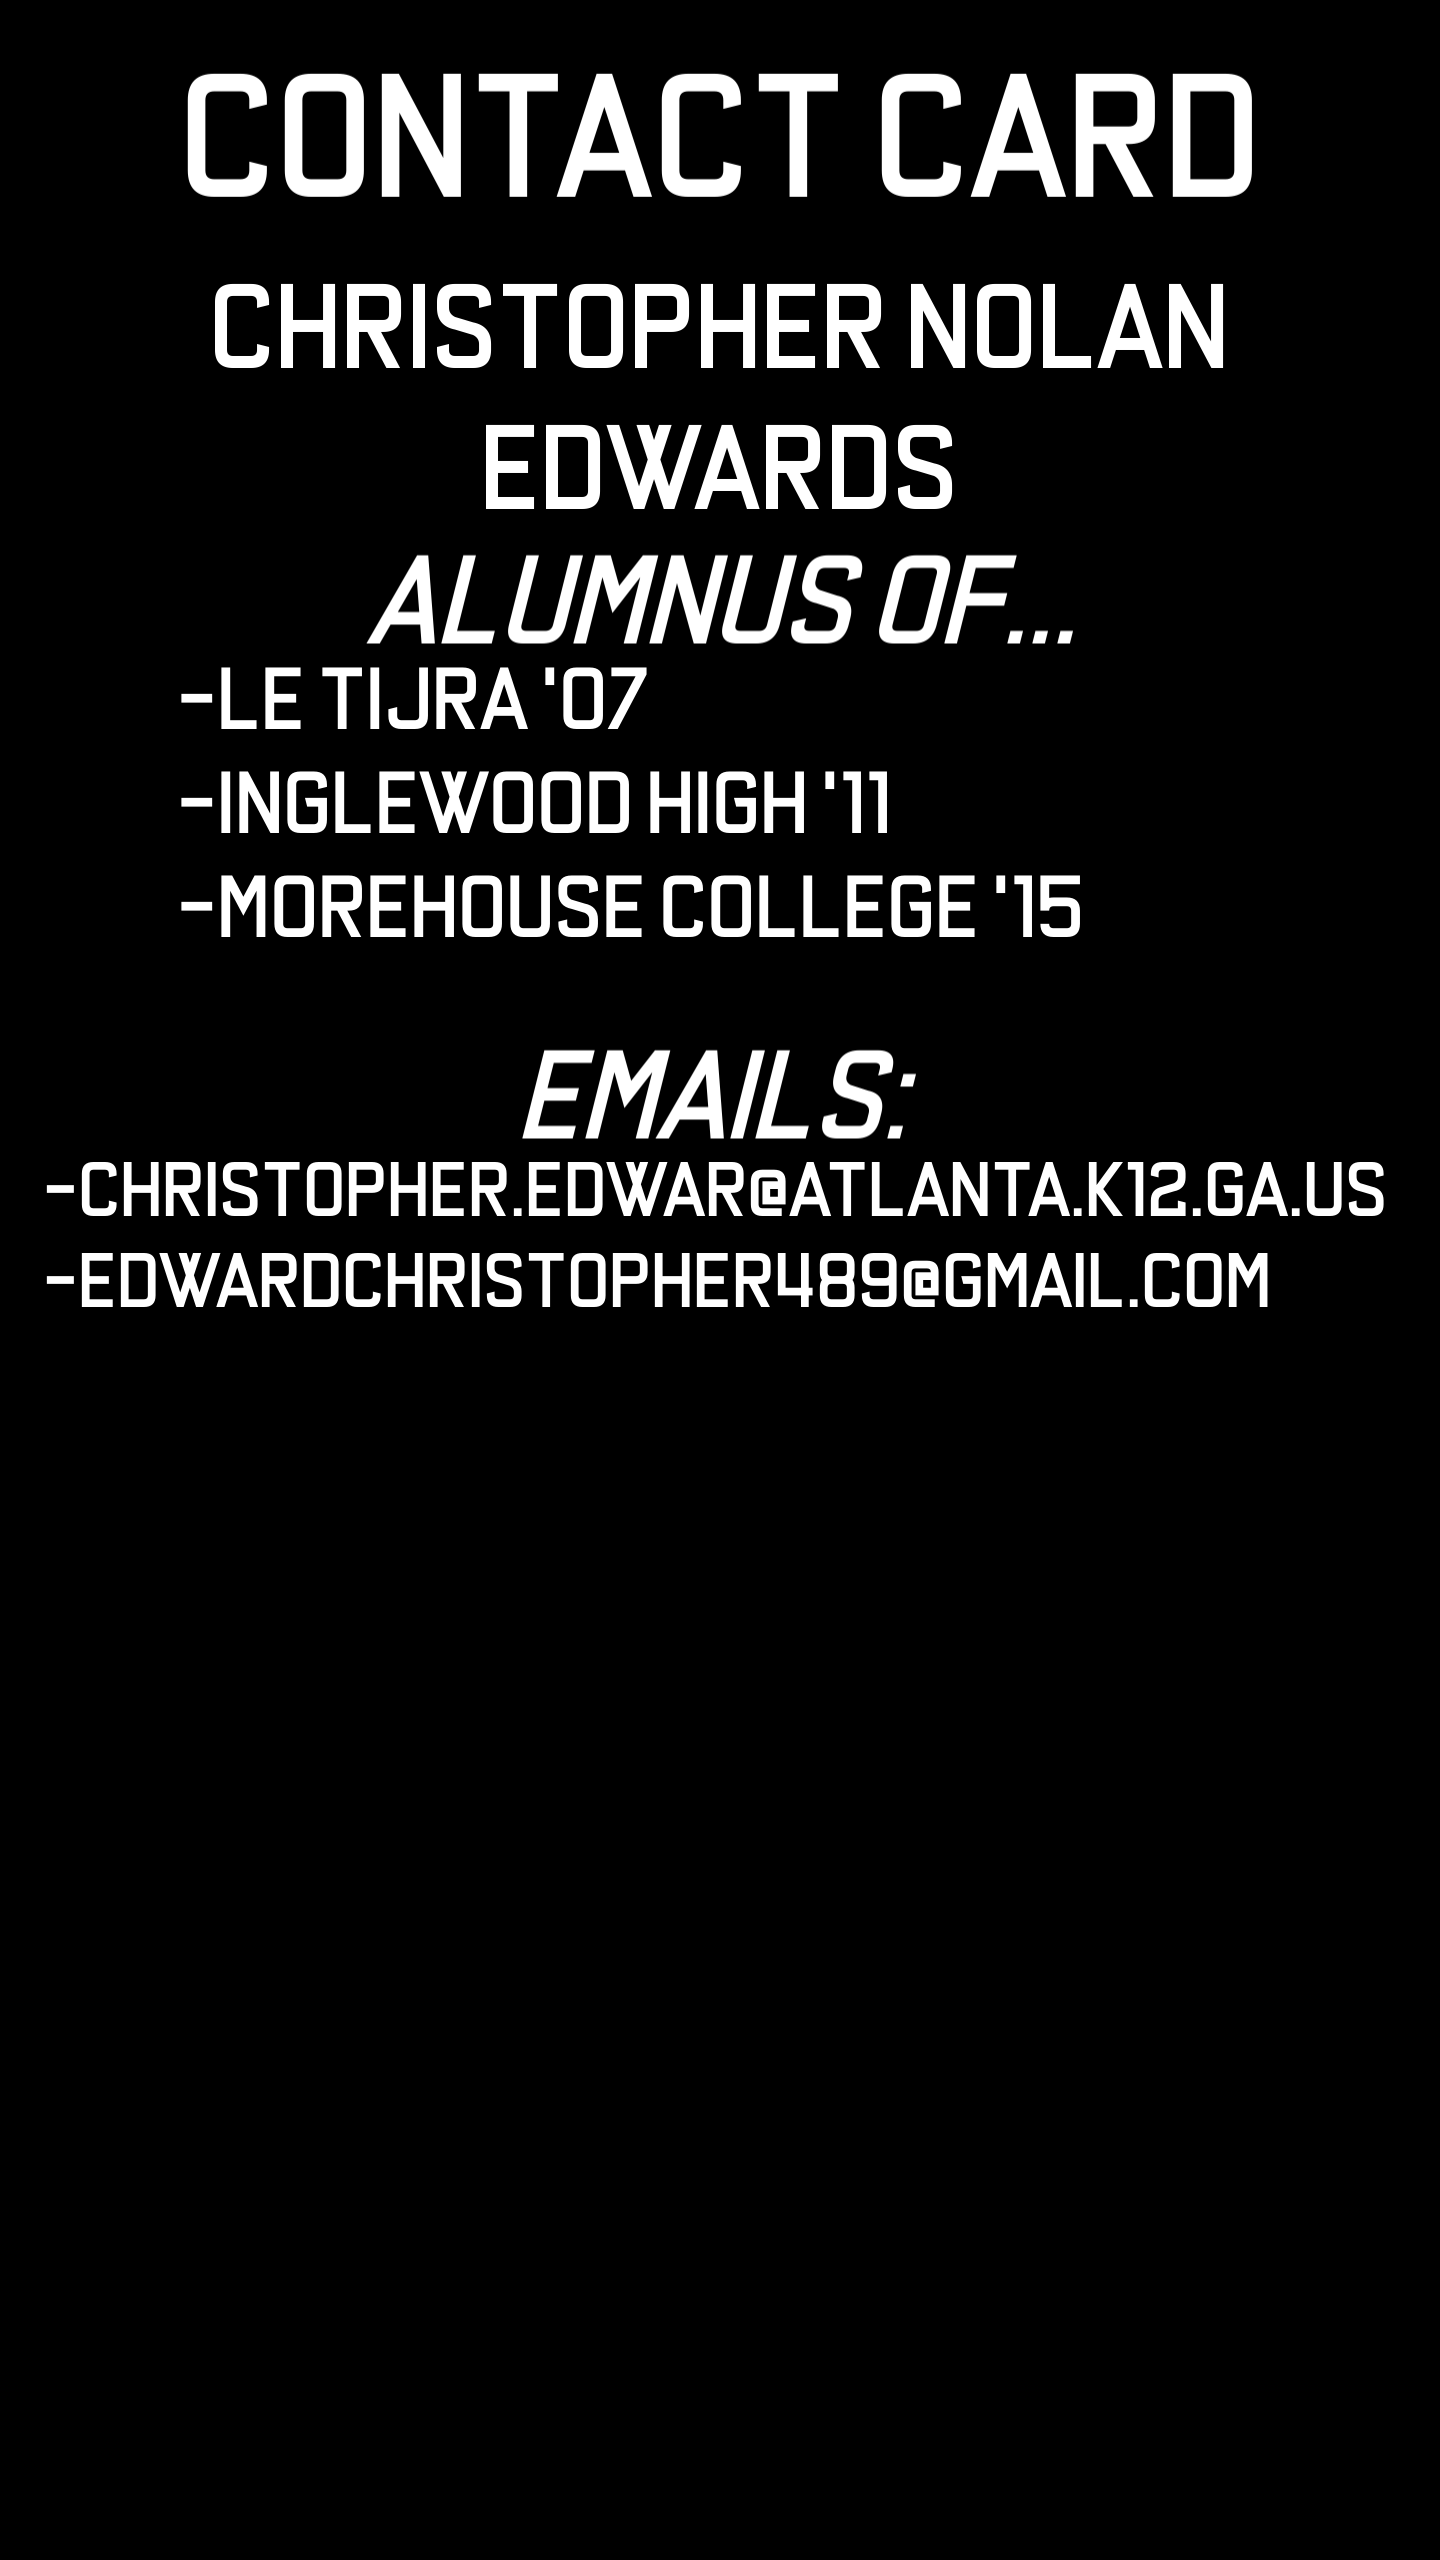 CONTACT CARD
CHRISTOPHER NOLAN
EDWARDS
ALUMNUS OF...
-LE TIJRA '07
-INGLEWOOD HIGH '11
-MOREHOUSE COLLEGE '15
EMAILS:
-CHRISTOPHER.EDWAR@ATLANTA.K12.GA.US
-EDWARDCHRISTOPHER489@GMAIL.COM